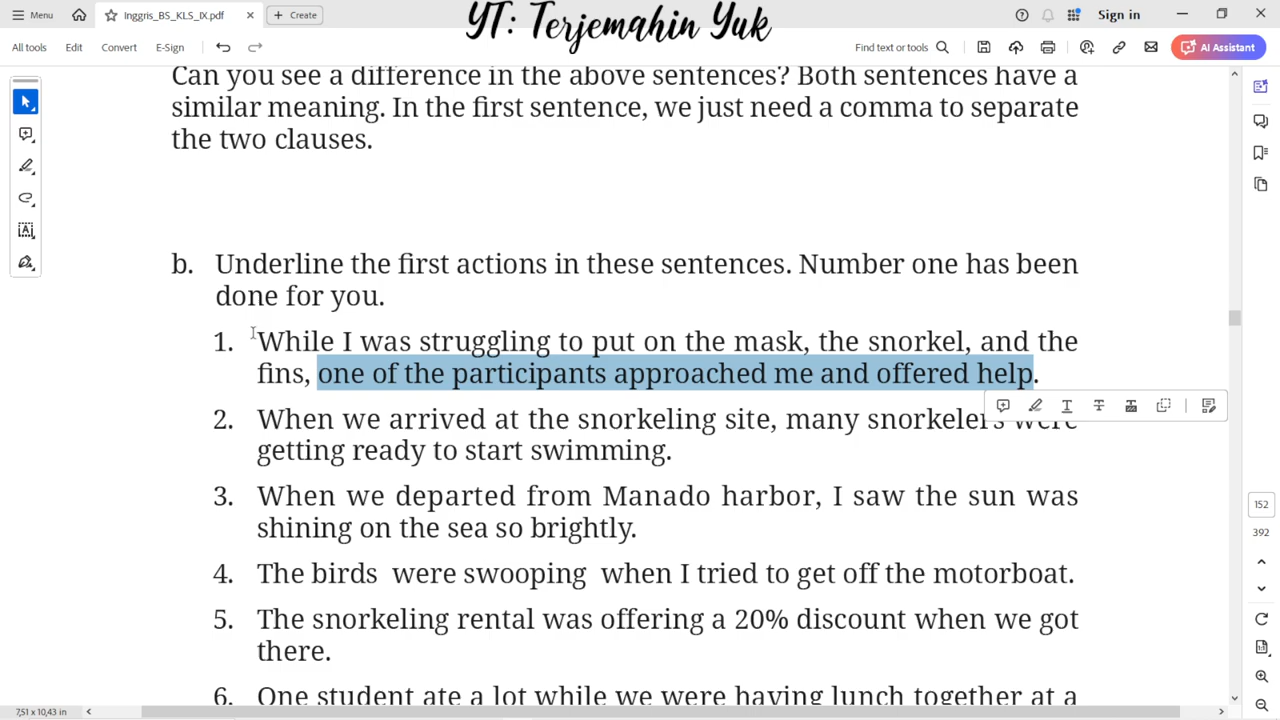 Menu
Inggris_BS_KLS_IX.pdf
Create
YT: Terjemahin Yuk
Sign in
All tools
Edit
Convert
E-Sign
Find text or tools
AI Assistant
Can you see a difference in the above sentences? Both sentences have a
similar meaning. In the first sentence, we just need a comma to separate
the two clauses.
b. Underline the first actions in these sentences. Number one has been
done for you.
1. While I was struggling to put on the mask, the snorkel, and the
fins, one of the participants approached me and offered help.
2. When we arrived at the snorkeling site, many snorkelers were
getting ready to start swimming.
3. When we departed from Manado harbor, I saw the sun was
shining on the sea so brightly.
4. The birds were swooping when I tried to get off the motorboat.
5. The snorkeling rental was offering a 20% discount when we got
there.
6. One student ate a lot while we were having lunch together at a
152
392
7,51 x 10,43 in